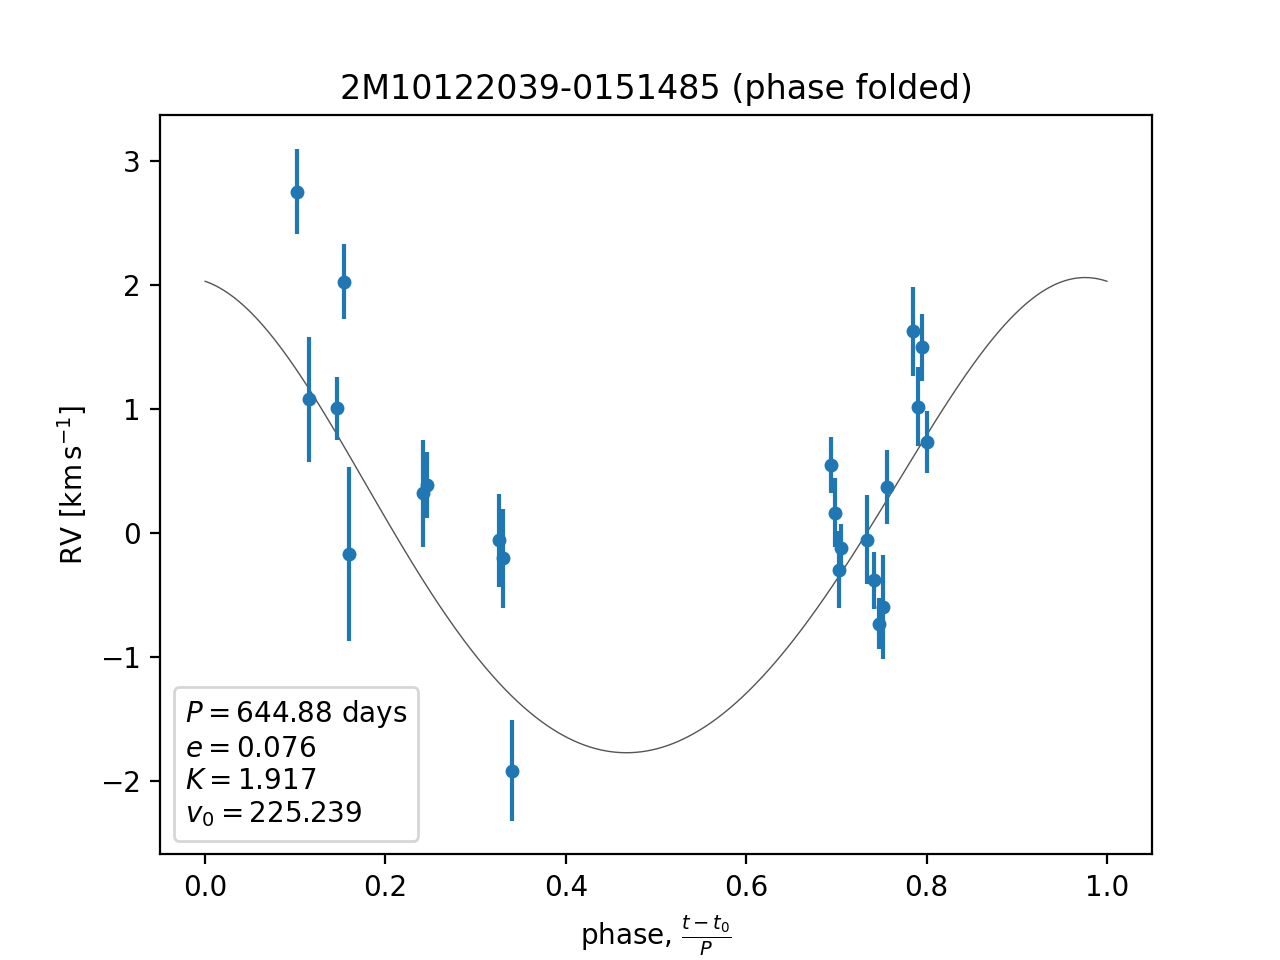 2M10122039-0151485 (phase folded)
3
2
1
0
−1
−2
RV [km s⁻¹]
P = 644.88 days
e = 0.076
K = 1.917
v₀ = 225.239
0.0 0.2 0.4 0.6 0.8 1.0
phase, (t − t₀)/P